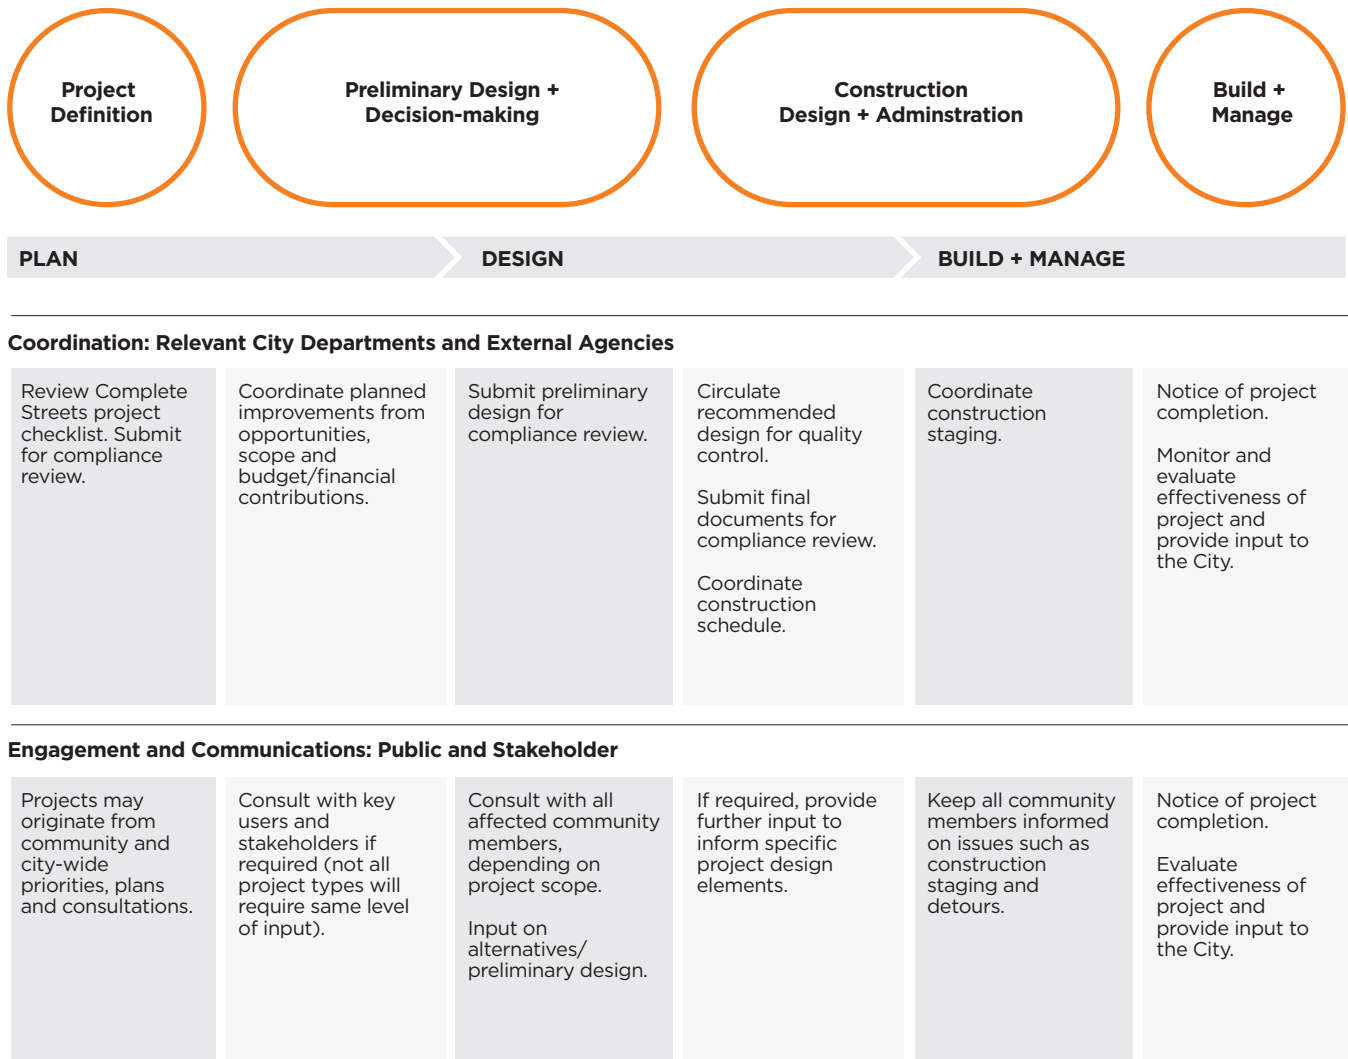 Project
Definition
Preliminary Design +
Decision-making
Construction
Design + Adminstration
Build +
Manage
PLAN
DESIGN
BUILD + MANAGE
Coordination: Relevant City Departments and External Agencies
Review Complete
Streets project
checklist. Submit
for compliance
review.
Coordinate planned
improvements from
opportunities,
scope and
budget/financial
contributions.
Submit preliminary
design for
compliance review.
Circulate
recommended
design for quality
control.
Submit final
documents for
compliance review.
Coordinate
construction
schedule.
Coordinate
construction
staging.
Notice of project
completion.
Monitor and
evaluate
effectiveness of
project and
provide input to
the City.
Engagement and Communications: Public and Stakeholder
Projects may
originate from
community and
city-wide
priorities, plans
and consultations.
Consult with key
users and
stakeholders if
required (not all
project types will
require same level
of input).
Consult with all
affected community
members,
depending on
project scope.
Input on
alternatives/
preliminary design.
If required, provide
further input to
inform specific
project design
elements.
Keep all community
members informed
on issues such as
construction
staging and
detours.
Notice of project
completion.
Evaluate
effectiveness of
project and
provide input to
the City.